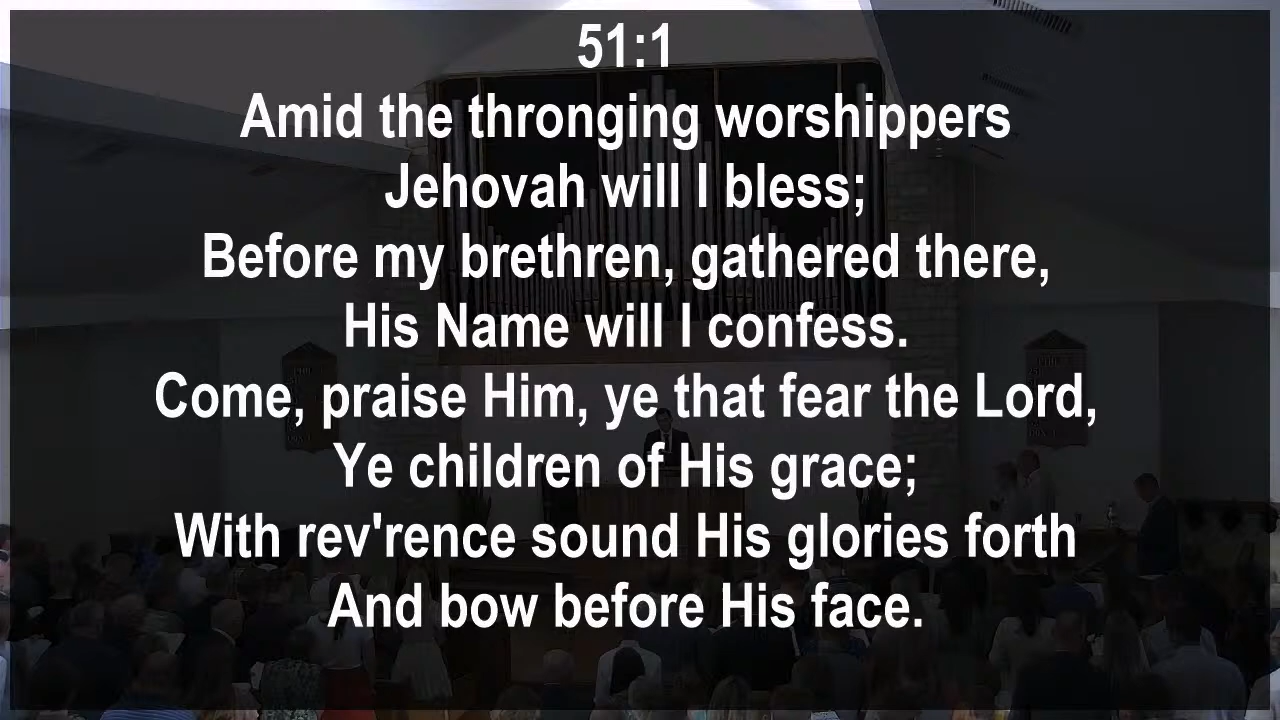 51:1
Amid the thronging worshippers
Jehovah will I bless;
Before my brethren, gathered there,
His Name will I confess.
Come, praise Him, ye that fear the Lord,
Ye children of His grace;
With rev'rence sound His glories forth
And bow before His face.